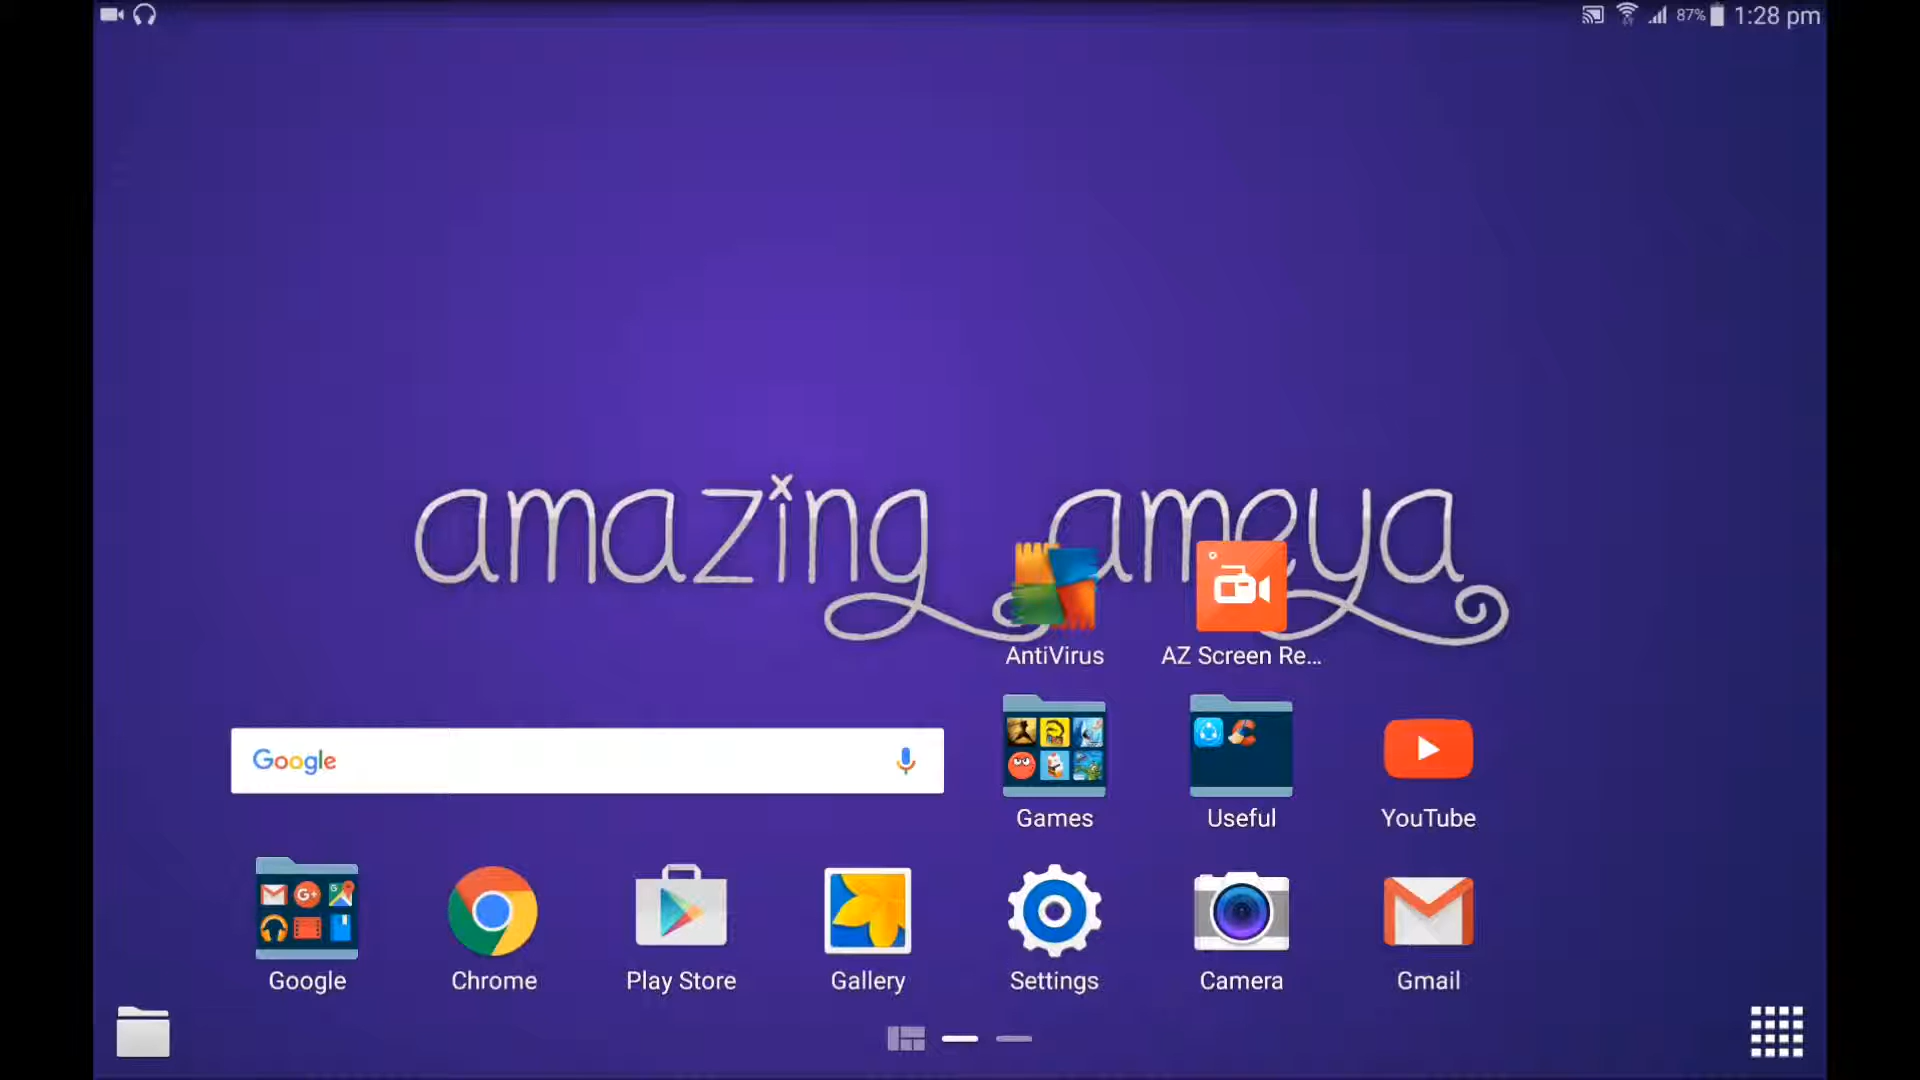 87% 1:28 pm
amazing ameya
AntiVirus AZ Screen Re...
Google
Games Useful YouTube
Google Chrome Play Store Gallery Settings Camera Gmail